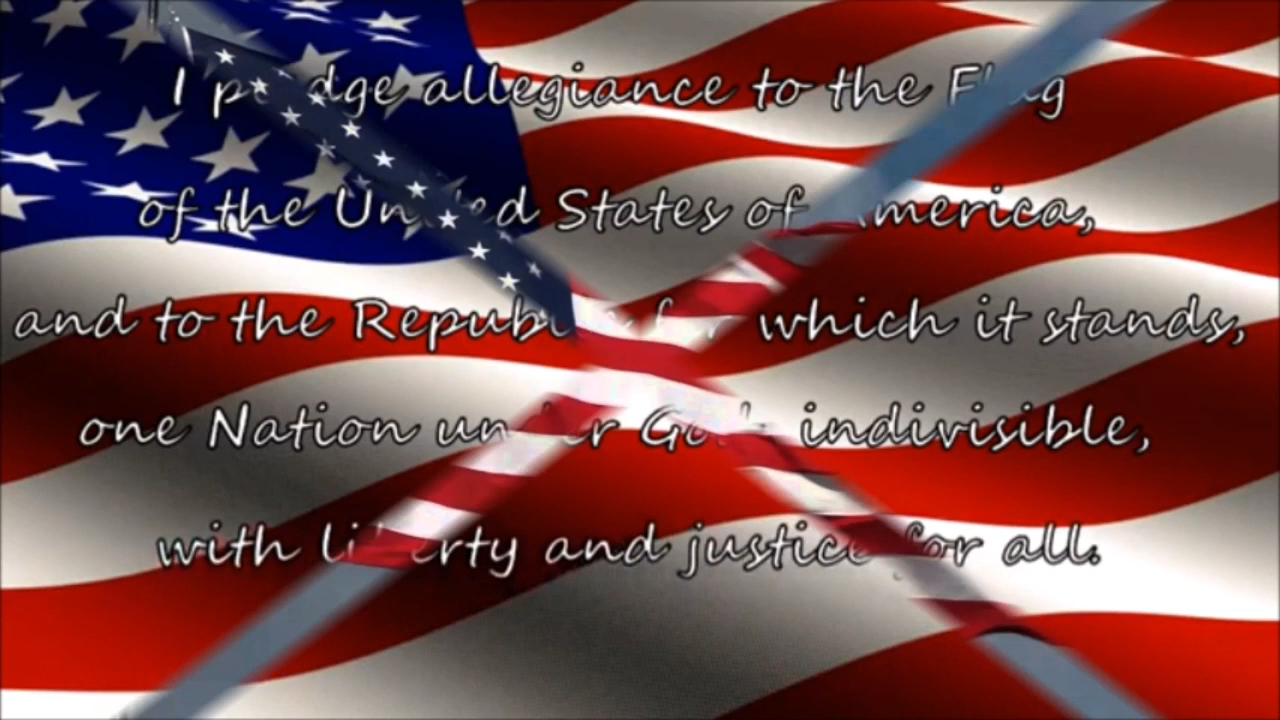 I pledge allegiance to the Flag
of the United States of America,
and to the Republic for which it stands,
one Nation under God, indivisible,
with liberty and justice for all.